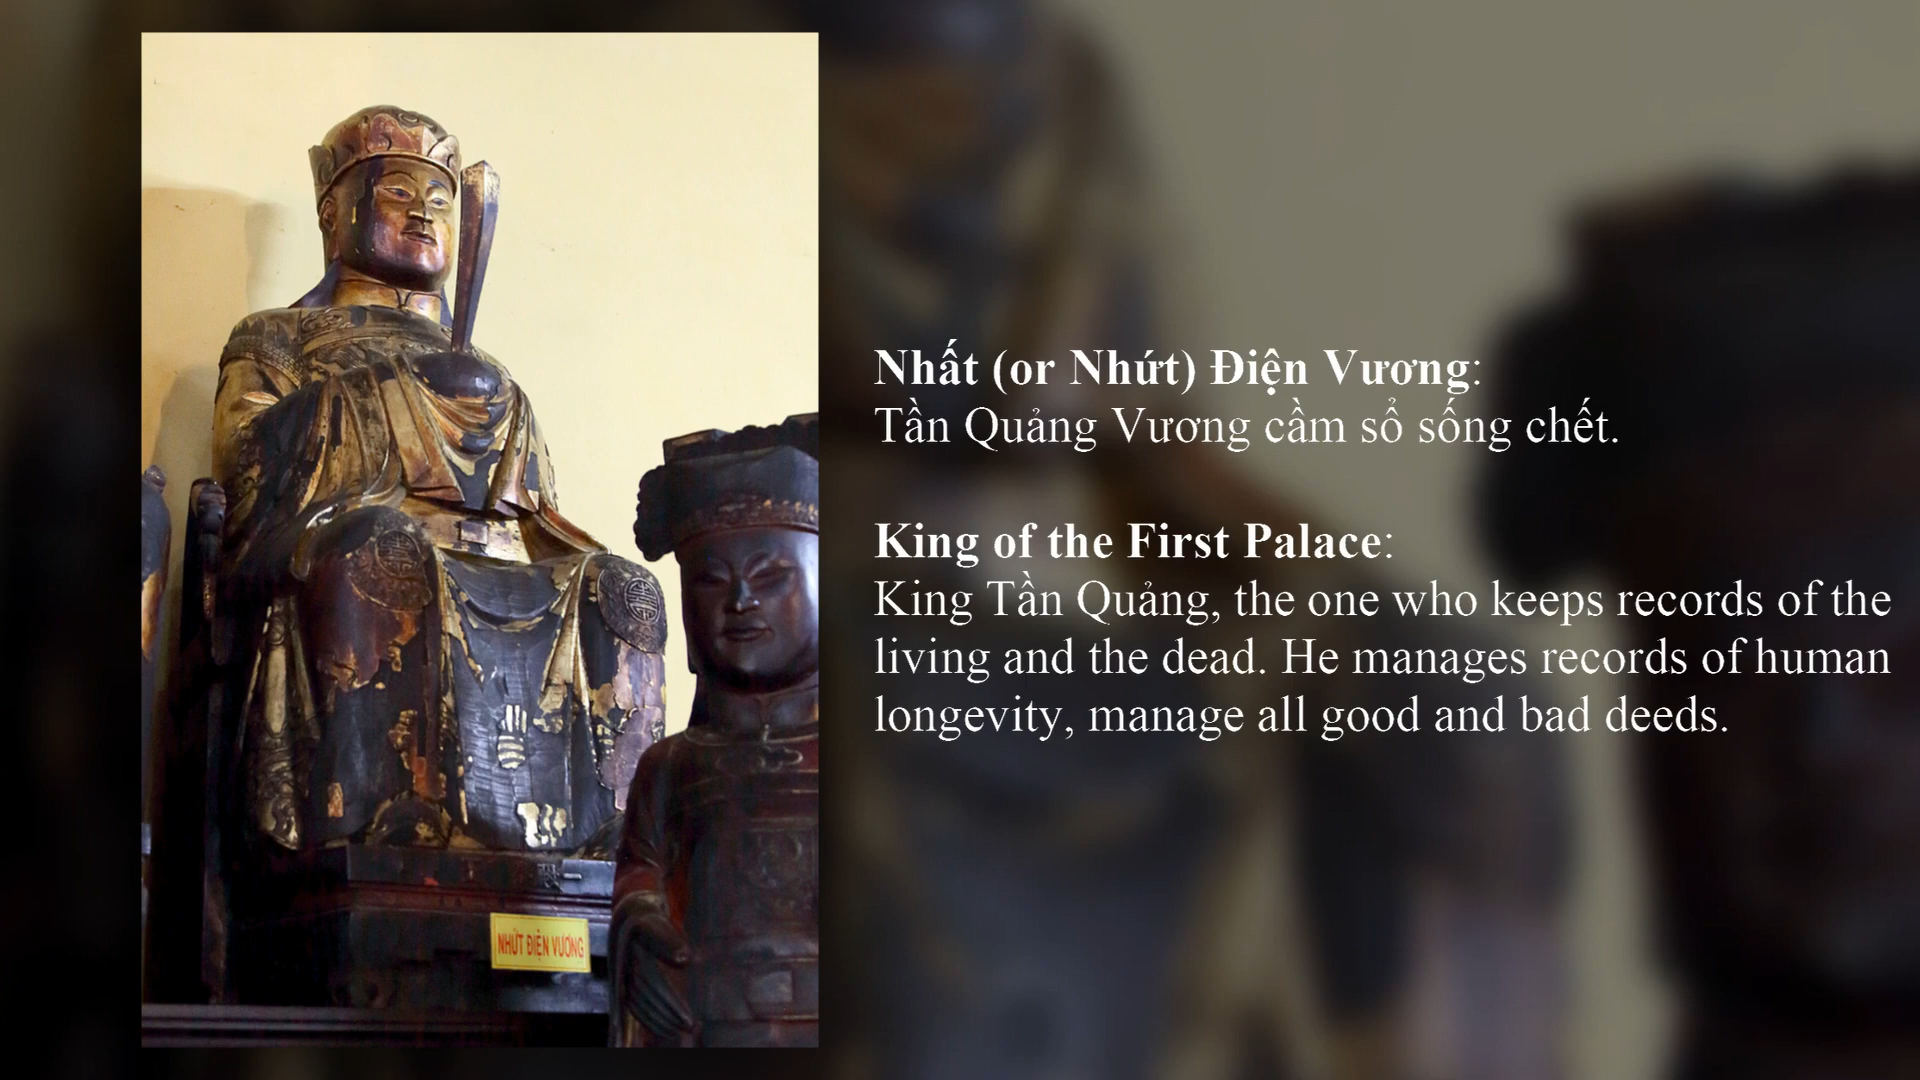 Nhất (or Nhứt) Điện Vương:
Tần Quảng Vương cầm sổ sống chết.
King of the First Palace:
King Tần Quảng, the one who keeps records of the
living and the dead. He manages records of human
longevity, manage all good and bad deeds.
NHỨT ĐIỆN VƯƠNG